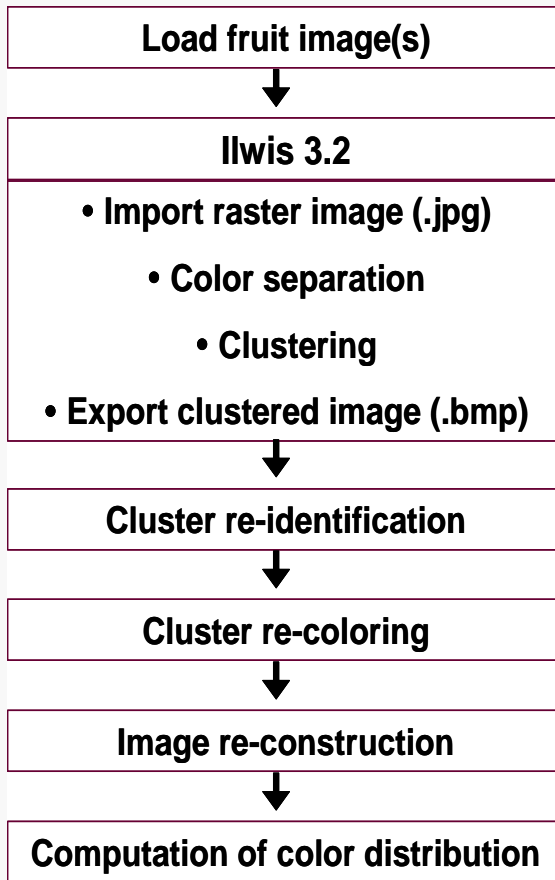 Load fruit image(s)
Ilwis 3.2
• Import raster image (.jpg)
• Color separation
• Clustering
• Export clustered image (.bmp)
Cluster re-identification
Cluster re-coloring
Image re-construction
Computation of color distribution